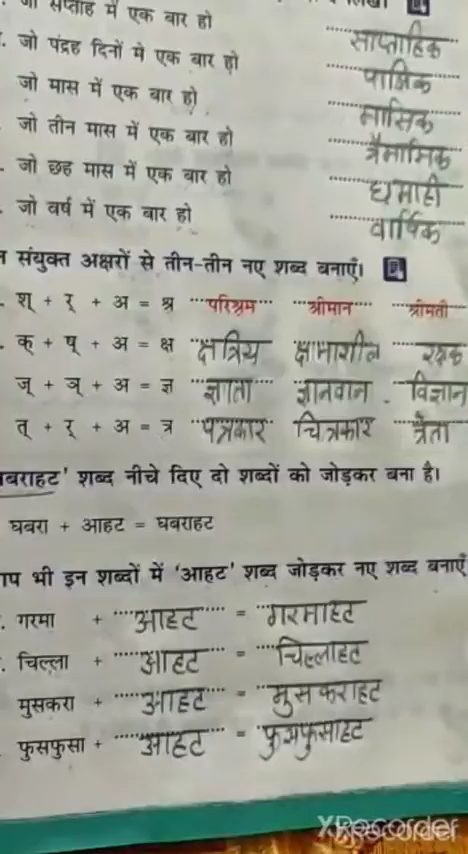 जो सप्ताह में एक बार हो साप्ताहिक
. जो पंद्रह दिनों में एक बार हो पाक्षिक
जो मास में एक बार हो मासिक
जो तीन मास में एक बार हो त्रैमासिक
- जो छह मास में एक बार हो छमाही
- जो वर्ष में एक बार हो वार्षिक
न संयुक्त अक्षरों से तीन-तीन नए शब्द बनाएँ।
. श् + र् + अ = श्र परिश्रम श्रीमान श्रीमती
. क् + ष् + अ = क्ष क्षत्रिय क्षमाशील रक्षक
ज् + ञ् + अ = ज्ञ ज्ञाता ज्ञानवान विज्ञान
त् + र् + अ = त्र पत्रकार चित्रकार त्रेता
बराहट' शब्द नीचे दिए दो शब्दों को जोड़कर बना है।
घबरा + आहट = घबराहट
ाप भी इन शब्दों में 'आहट' शब्द जोड़कर नए शब्द बनाएँ
. गरमा + आहट = गरमाहट
. चिल्ला + आहट = चिल्लाहट
मुसकरा + आहट = मुसकराहट
फुसफुसा + आहट = फुसफुसाहट
XRecorder